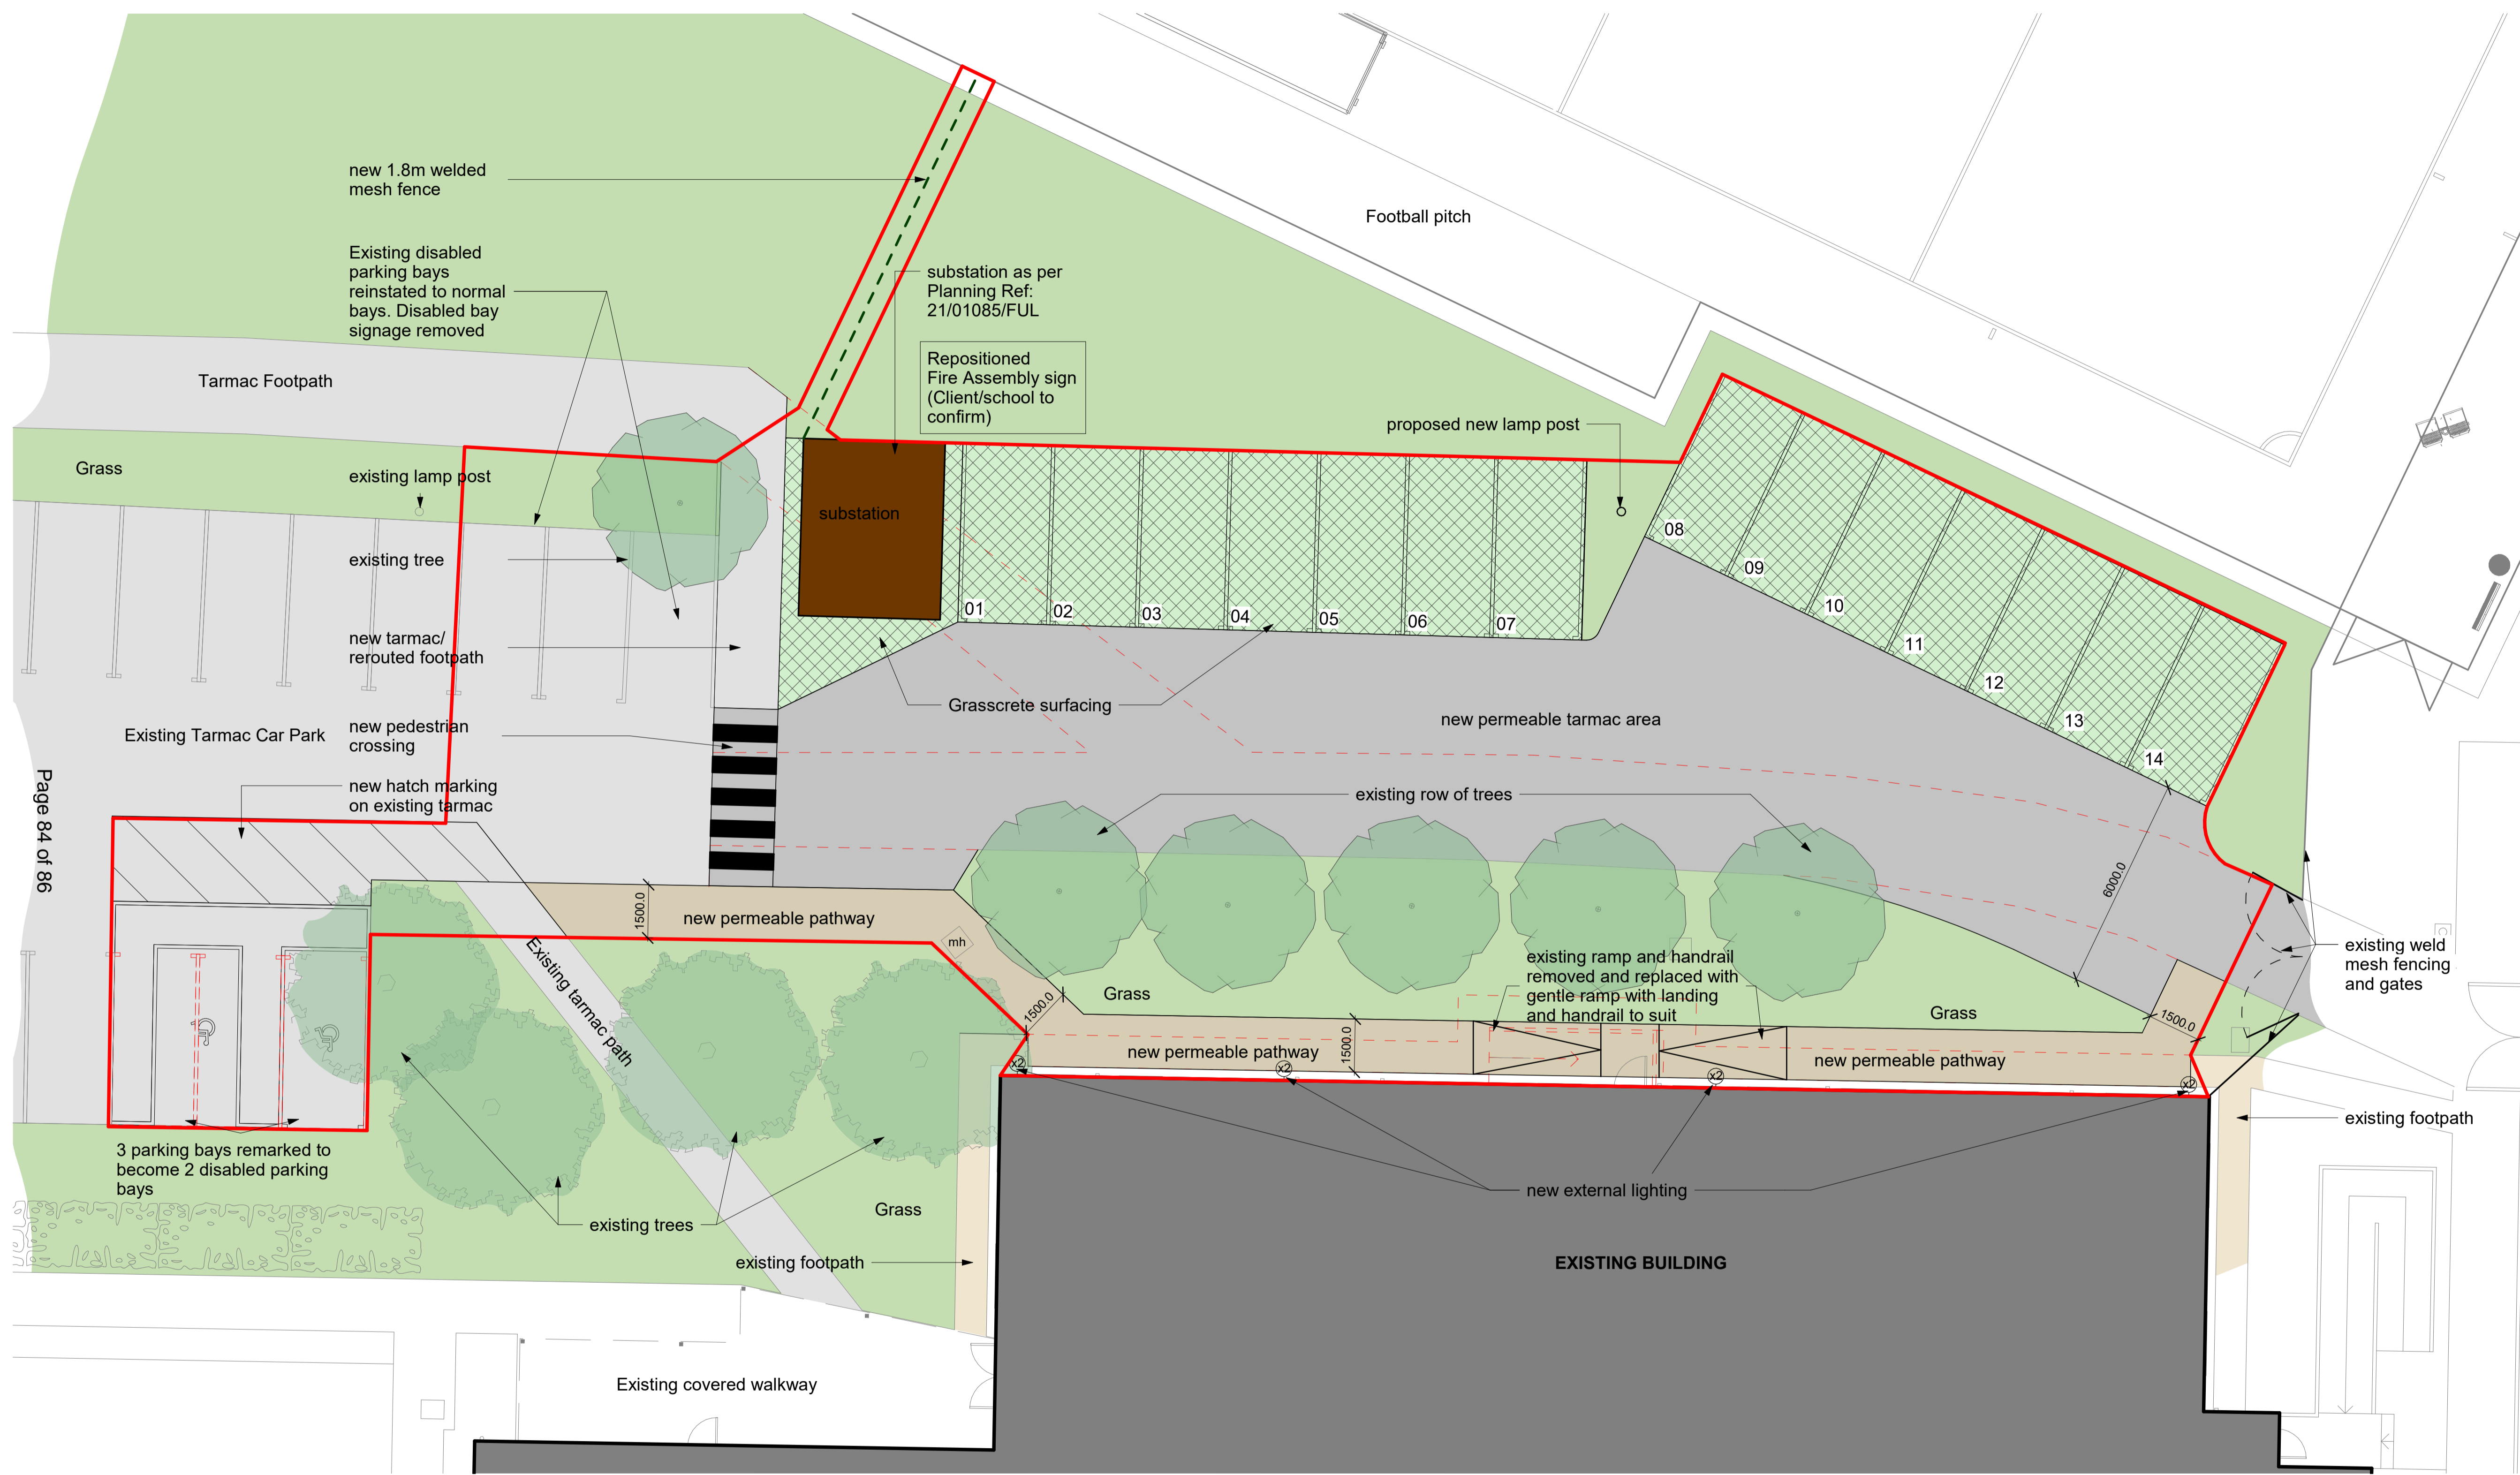 new 1.8m welded
mesh fence
Football pitch
Existing disabled
parking bays
reinstated to normal
bays. Disabled bay
signage removed
substation as per
Planning Ref:
21/01085/FUL
Repositioned
Fire Assembly sign
(Client/school to
confirm)
Tarmac Footpath
proposed new lamp post
Grass
existing lamp post
substation
existing tree
01
02
03
04
05
06
07
08
09
10
11
12
13
14
new tarmac/
rerouted footpath
Grasscrete surfacing
new permeable tarmac area
Existing Tarmac Car Park
new pedestrian
crossing
Page 84 of 86
new hatch marking
on existing tarmac
existing row of trees
6000.0
1500.0
new permeable pathway
mh
Existing tarmac path
existing ramp and handrail
removed and replaced with
gentle ramp with landing
and handrail to suit
existing weld
mesh fencing
and gates
Grass
Grass
1500.0
1500.0
1500.0
new permeable pathway
new permeable pathway
x2
x2
x2
x2
existing footpath
3 parking bays remarked to
become 2 disabled parking
bays
new external lighting
Grass
existing trees
existing footpath
EXISTING BUILDING
Existing covered walkway